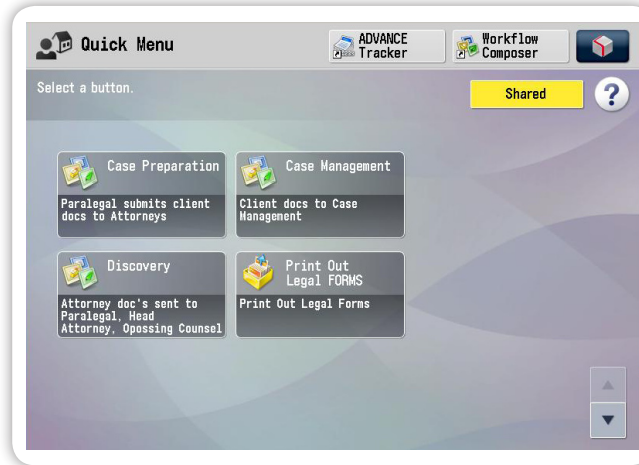 Quick Menu
ADVANCE
Tracker
Workflow
Composer
Select a button.
Shared
?
Case Preparation
Paralegal submits client
docs to Attorneys
Case Management
Client docs to Case
Management
Discovery
Attorney doc's sent to
Paralegal, Head
Attorney, Opossing Counsel
Print Out
Legal FORMS
Print Out Legal Forms